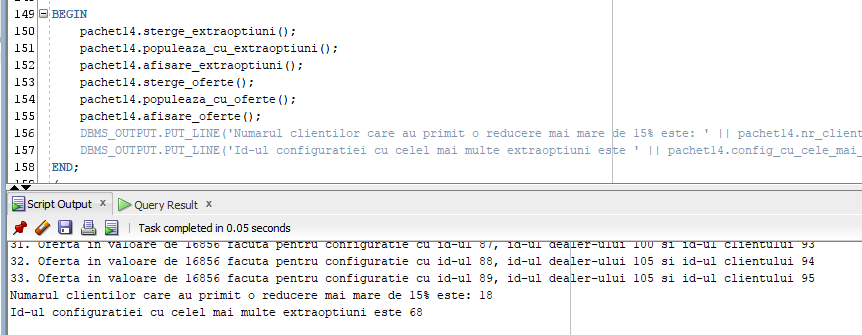 149 BEGIN
150 pachet14.sterge_extraoptiuni();
151 pachet14.populeaza_cu_extraoptiuni();
152 pachet14.afisare_extraoptiuni();
153 pachet14.sterge_oferte();
154 pachet14.populeaza_cu_oferte();
155 pachet14.afisare_oferte();
156 DBMS_OUTPUT.PUT_LINE('Numarul clientilor care au primit o reducere mai mare de 15% este: ' || pachet14.nr_client
157 DBMS_OUTPUT.PUT_LINE('Id-ul configuratiei cu celel mai multe extraoptiuni este ' || pachet14.config_cu_cele_mai_
158 END;
Script Output x Query Result x
Task completed in 0.05 seconds
31. Oferta in valoare de 16856 facuta pentru configuratie cu id-ul 87, id-ul dealer-ului 100 si id-ul clientului 93
32. Oferta in valoare de 16856 facuta pentru configuratie cu id-ul 88, id-ul dealer-ului 105 si id-ul clientului 94
33. Oferta in valoare de 16856 facuta pentru configuratie cu id-ul 89, id-ul dealer-ului 105 si id-ul clientului 95
Numarul clientilor care au primit o reducere mai mare de 15% este: 18
Id-ul configuratiei cu celel mai multe extraoptiuni este 68